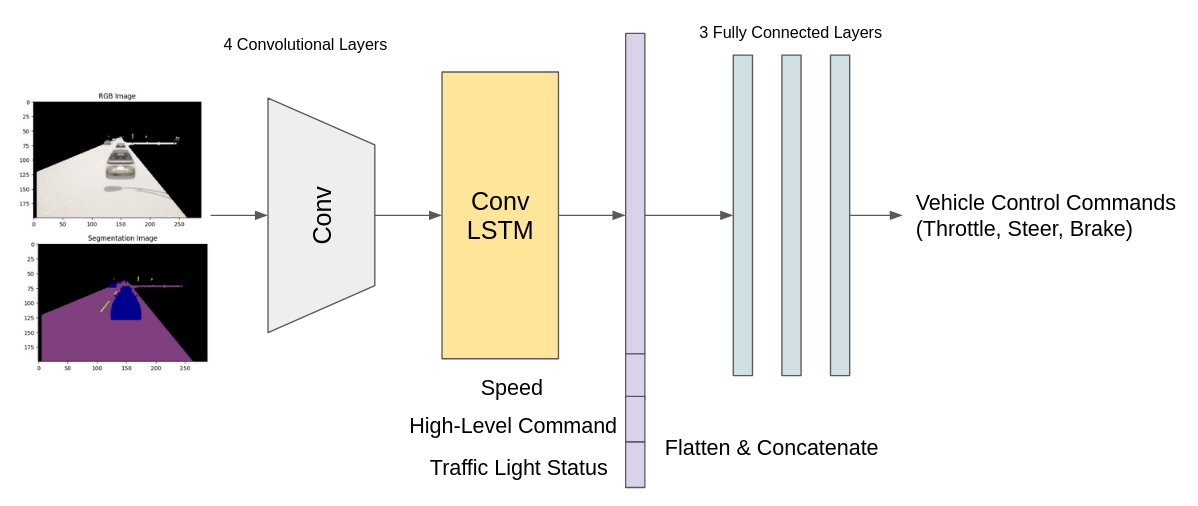 4 Convolutional Layers
3 Fully Connected Layers
RGB Image
0
25
50
75
100
125
150
175
0 50 100 150 200 250
Segmentation Image
0
25
50
75
100
125
150
175
0 50 100 150 200 250
Conv
Conv
LSTM
Speed
High-Level Command
Traffic Light Status
Flatten & Concatenate
Vehicle Control Commands
(Throttle, Steer, Brake)